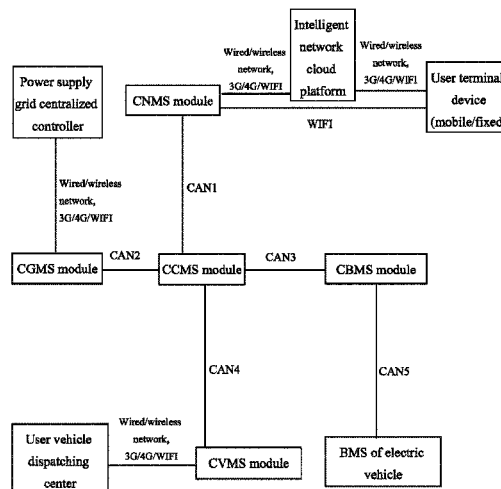 Intelligent
network
cloud
platform
Wired/wireless
network,
3G/4G/WIFI
Wired/wireless
network,
3G/4G/WIFI
Power supply
grid centralized
controller
CNMS module
User terminal
device
(mobile/fixed)
WIFI
Wired/wireless
network,
3G/4G/WIFI
CAN1
CGMS module
CAN2
CCMS module
CAN3
CBMS module
CAN4
CAN5
User vehicle
dispatching
center
Wired/wireless
network,
3G/4G/WIFI
CVMS module
BMS of electric
vehicle